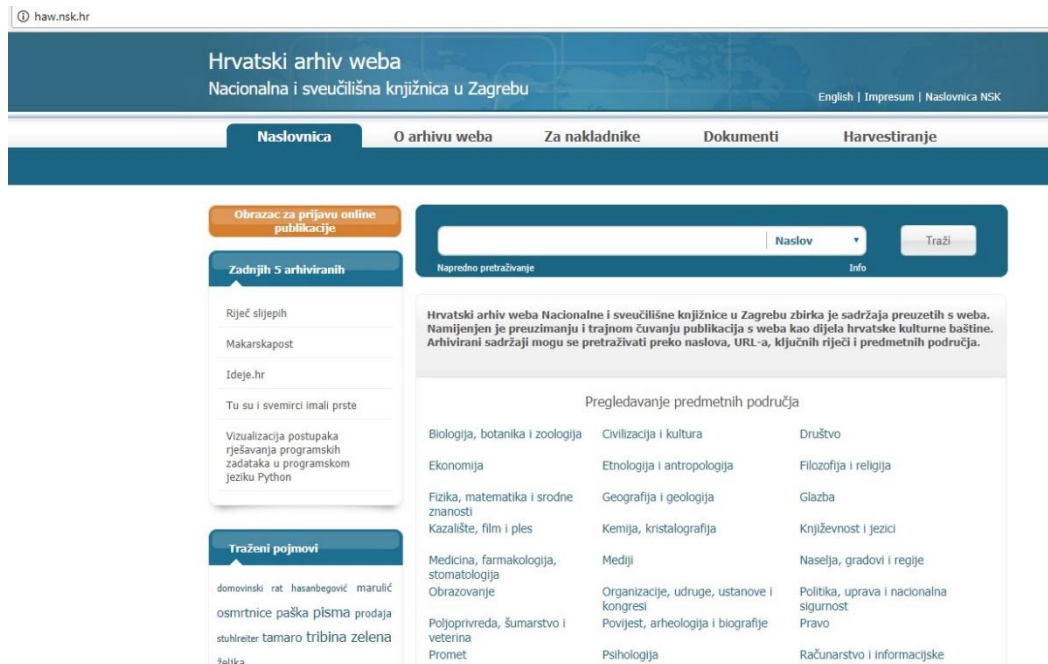 haw.nsk.hr
Hrvatski arhiv weba
Nacionalna i sveučilišna knjižnica u Zagrebu
English | Impresum | Naslovnica NSK
Naslovnica
O arhivu weba
Za nakladnike
Dokumenti
Harvestiranje
Obrazac za prijavu online
publikacije
Zadnjih 5 arhiviranih
Riječ slijepih
Makarskapost
Ideje.hr
Tu su i svemirci imali prste
Vizualizacija postupaka
rješavanja programskih
zadataka u programskom
jeziku Python
Traženi pojmovi
domovinski rat hasanbegović marulić
osmrtnice paška pisma prodaja
stuhlreiter tamaro tribina zelena
željka
Naslov
Traži
Napredno pretraživanje
Info
Hrvatski arhiv weba Nacionalne i sveučilišne knjižnice u Zagrebu zbirka je sadržaja preuzetih s weba.
Namijenjen je preuzimanju i trajnom čuvanju publikacija s weba kao dijela hrvatske kulturne baštine.
Arhivirani sadržaji mogu se pretraživati preko naslova, URL-a, ključnih riječi i predmetnih područja.
Pregledavanje predmetnih područja
Biologija, botanika i zoologija
Civilizacija i kultura
Društvo
Ekonomija
Etnologija i antropologija
Filozofija i religija
Fizika, matematika i srodne
znanosti
Geografija i geologija
Glazba
Kazalište, film i ples
Kemija, kristalografija
Književnost i jezici
Medicina, farmakologija,
stomatologija
Mediji
Naselja, gradovi i regije
Obrazovanje
Organizacije, udruge, ustanove i
kongresi
Politika, uprava i nacionalna
sigurnost
Poljoprivreda, šumarstvo i
veterina
Povijest, arheologija i biografije
Pravo
Promet
Psihologija
Računarstvo i informacijske